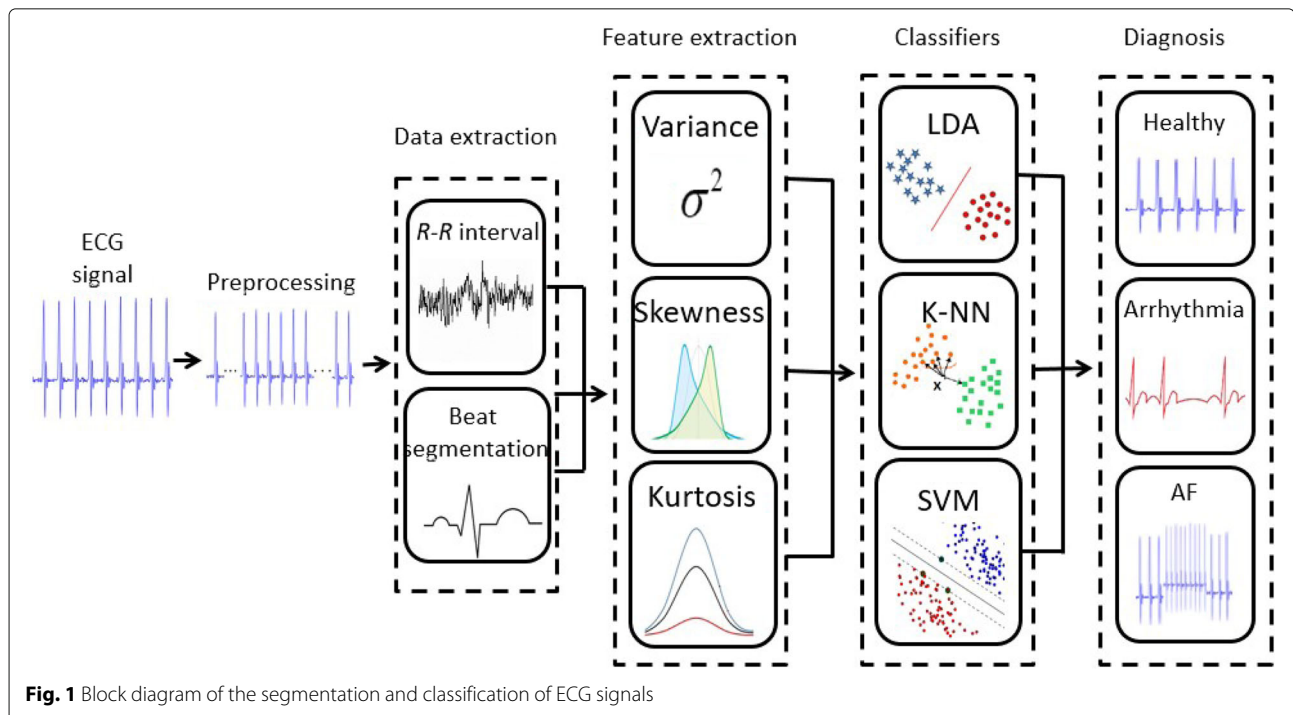 ECG
signal
Preprocessing
...
...
Data extraction
R-R interval
Beat
segmentation
Feature extraction
Variance
σ²
Skewness
Kurtosis
Classifiers
LDA
K-NN
x
SVM
Diagnosis
Healthy
Arrhythmia
AF
Fig. 1 Block diagram of the segmentation and classification of ECG signals